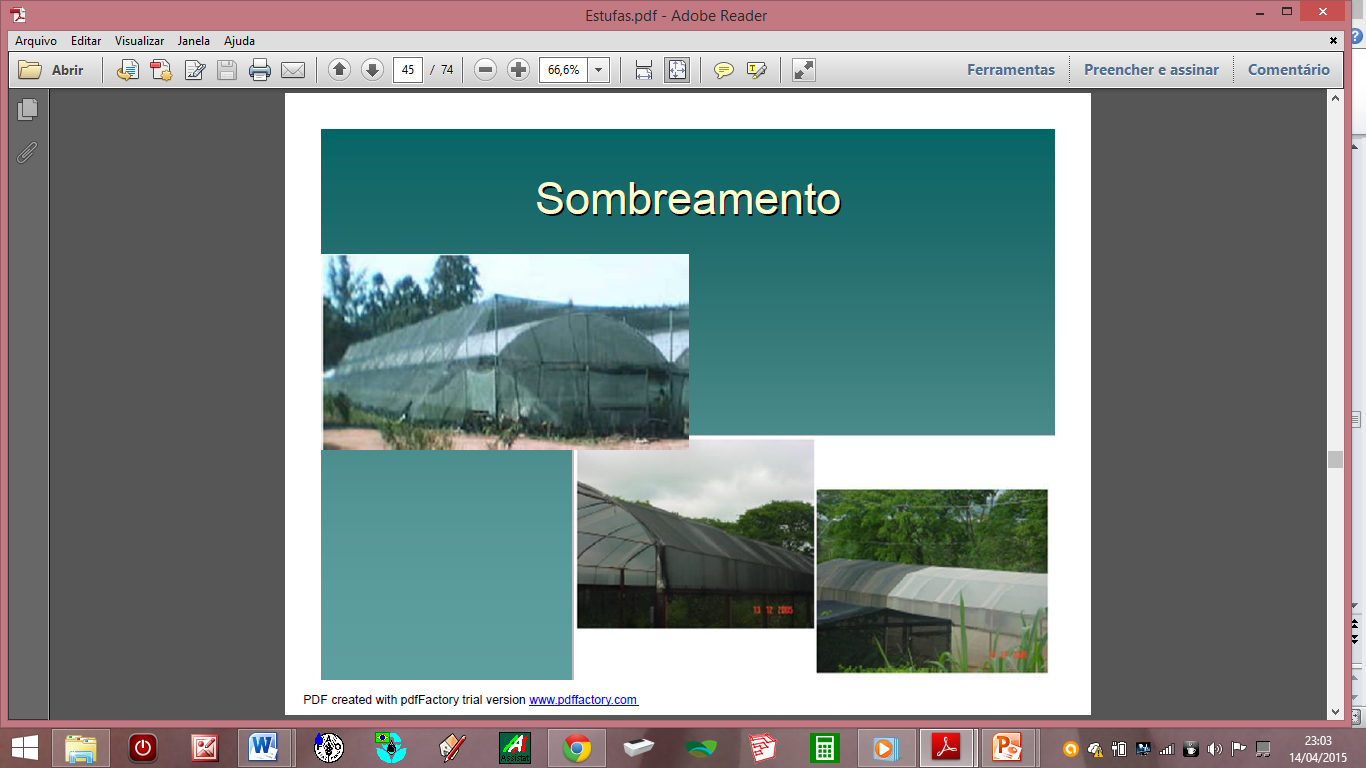 Estufas.pdf - Adobe Reader
Arquivo Editar Visualizar Janela Ajuda
Abrir 45 / 74 66,6% Ferramentas Preencher e assinar Comentário
Sombreamento
13 12 2005
PDF created with pdfFactory trial version www.pdffactory.com
Assistat
23:03
14/04/2015